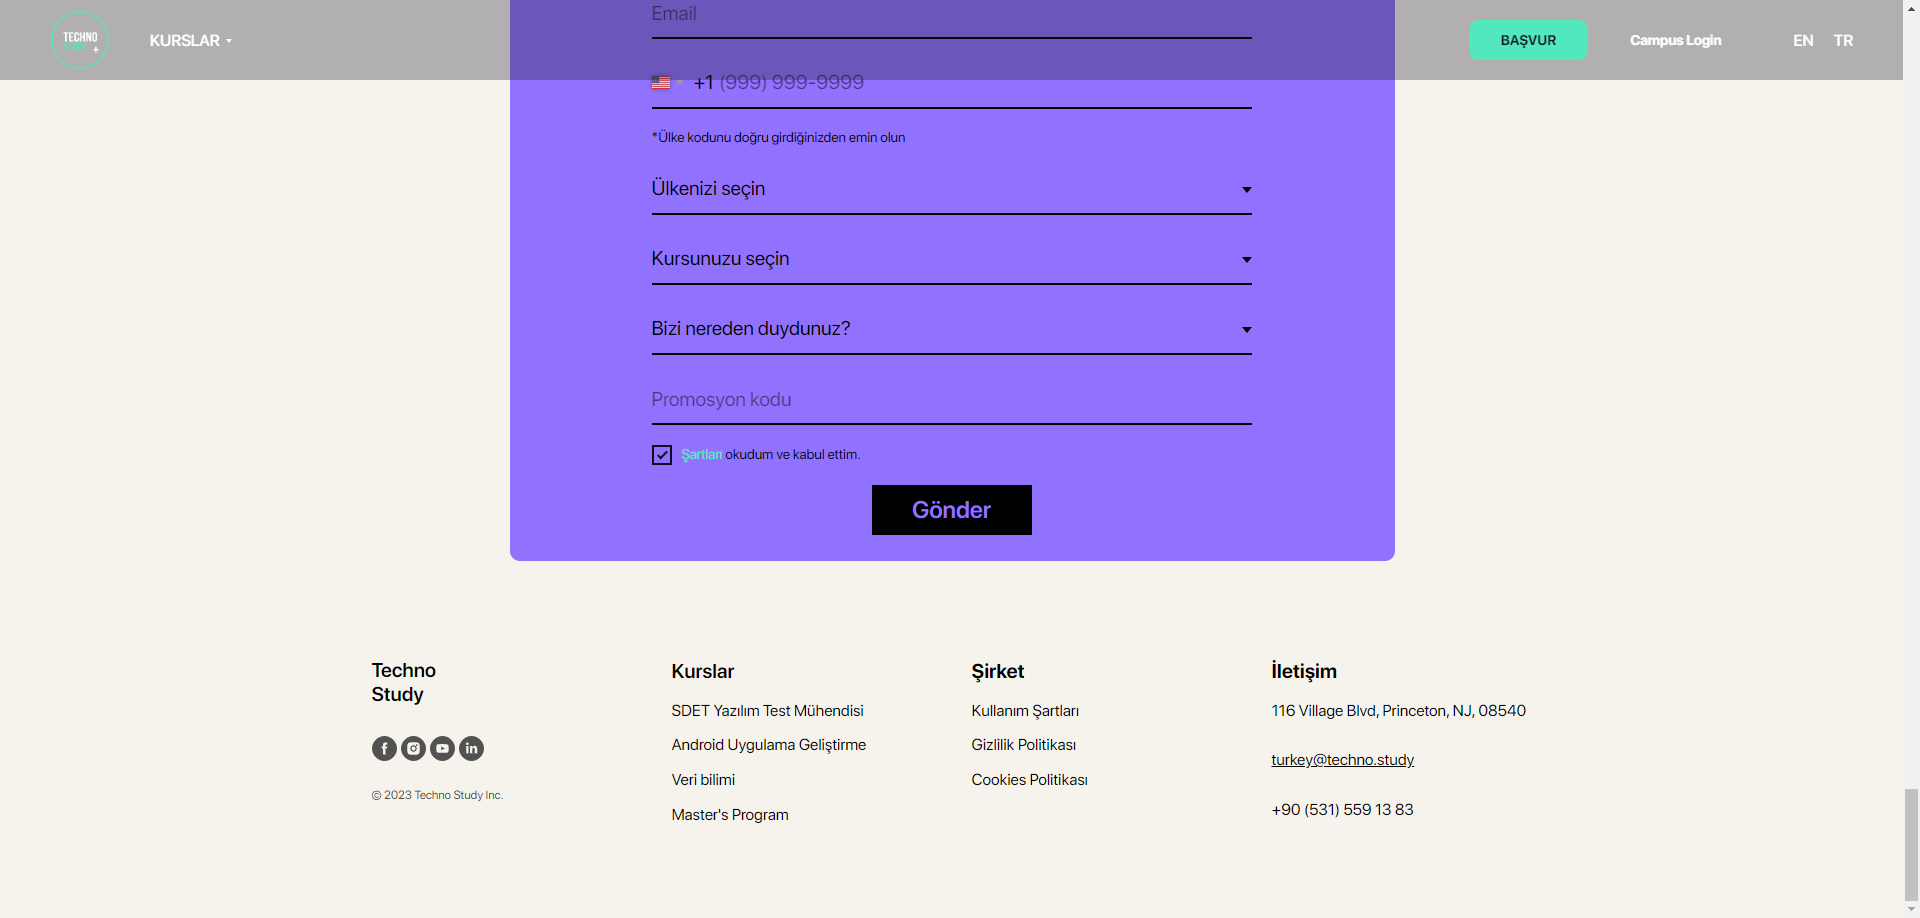 TECHNO
KURSLAR
BAŞVUR
Campus Login
EN
TR
Email
+1 (999) 999-9999
*Ülke kodunu doğru girdiğinizden emin olun
Ülkenizi seçin
Kursunuzu seçin
Bizi nereden duydunuz?
Promosyon kodu
Şartları okudum ve kabul ettim.
Gönder
Techno
Study
© 2023 Techno Study Inc.
Kurslar
SDET Yazılım Test Mühendisi
Android Uygulama Geliştirme
Veri bilimi
Master's Program
Şirket
Kullanım Şartları
Gizlilik Politikası
Cookies Politikası
İletişim
116 Village Blvd, Princeton, NJ, 08540
turkey@techno.study
+90 (531) 559 13 83